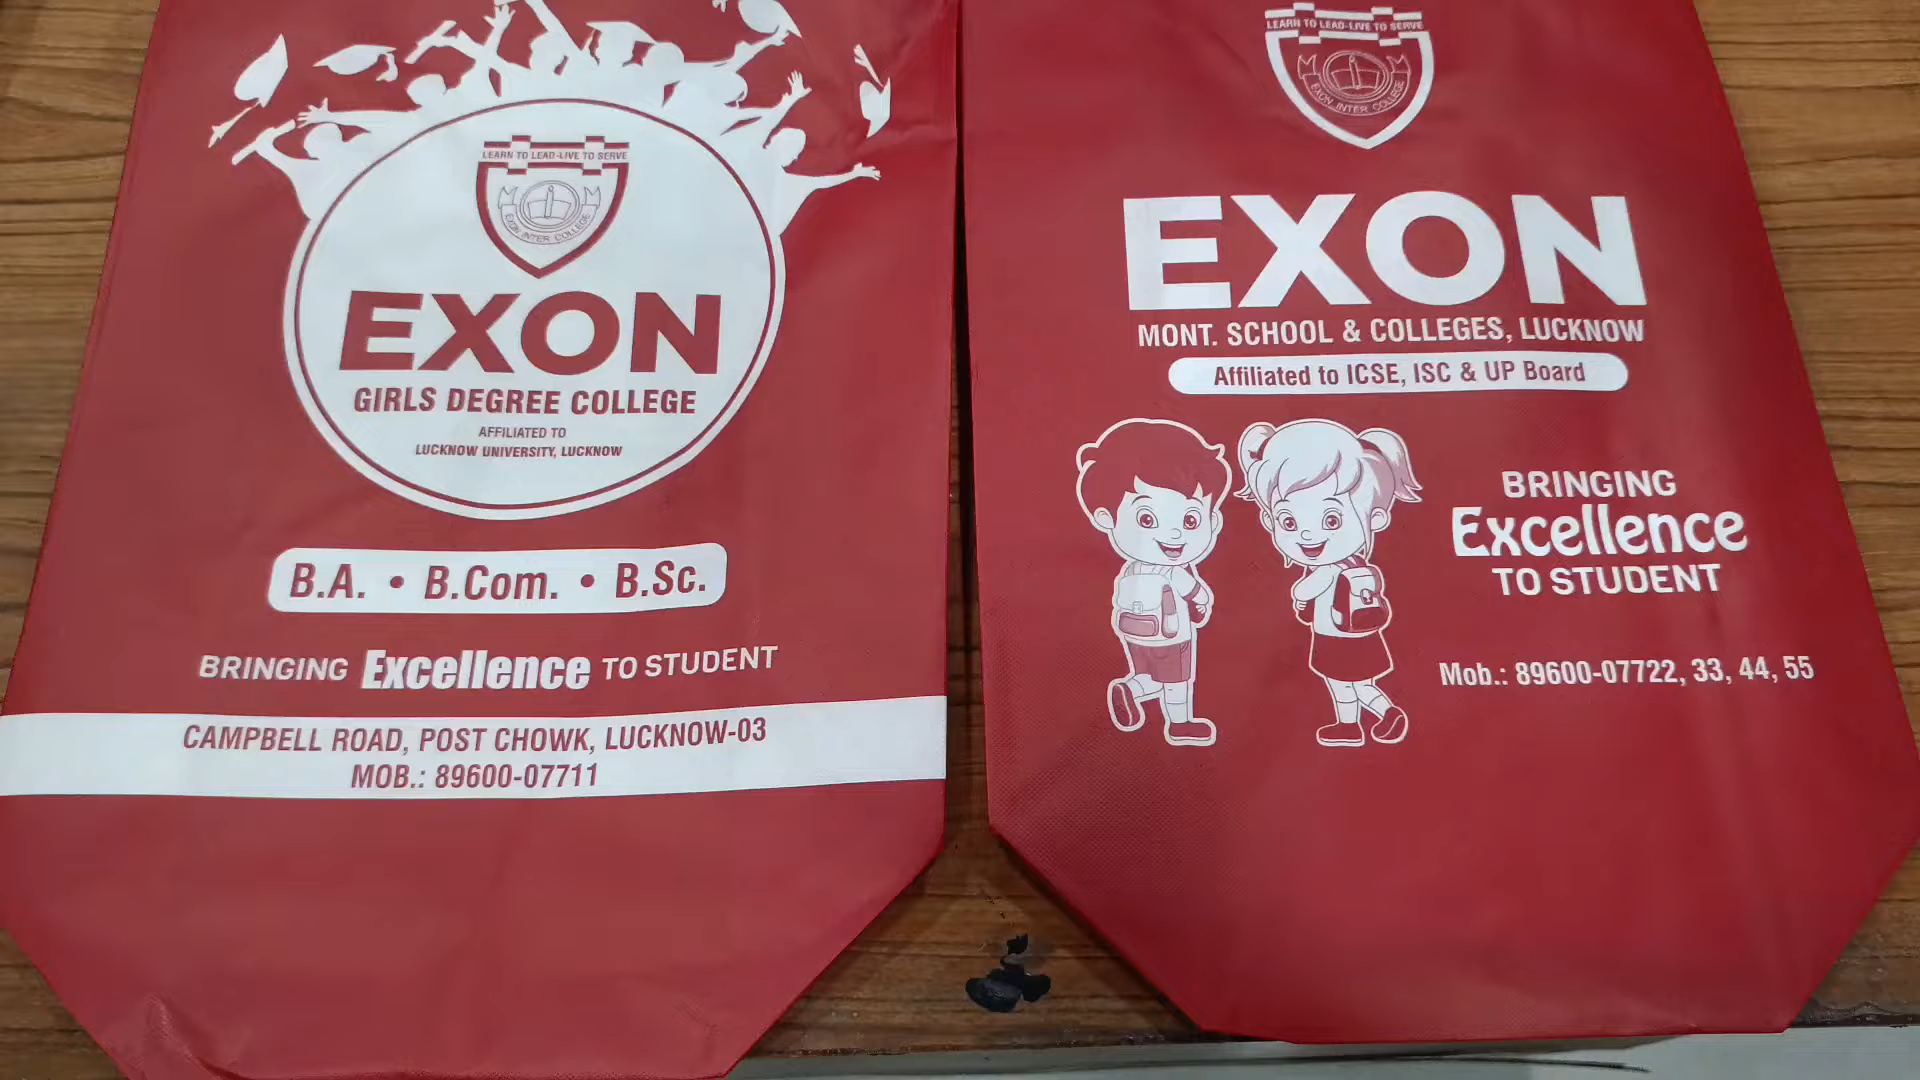 LEARN TO LEAD-LIVE TO SERVE
EXON INTER COLLEGE
EXON
GIRLS DEGREE COLLEGE
AFFILIATED TO
LUCKNOW UNIVERSITY, LUCKNOW
B.A. • B.Com. • B.Sc.
BRINGING Excellence TO STUDENT
CAMPBELL ROAD, POST CHOWK, LUCKNOW-03
MOB.: 89600-07711
LEARN TO LEAD-LIVE TO SERVE
EXON INTER COLLEGE
EXON
MONT. SCHOOL & COLLEGES, LUCKNOW
Affiliated to ICSE, ISC & UP Board
BRINGING
Excellence
TO STUDENT
Mob.: 89600-07722, 33, 44, 55